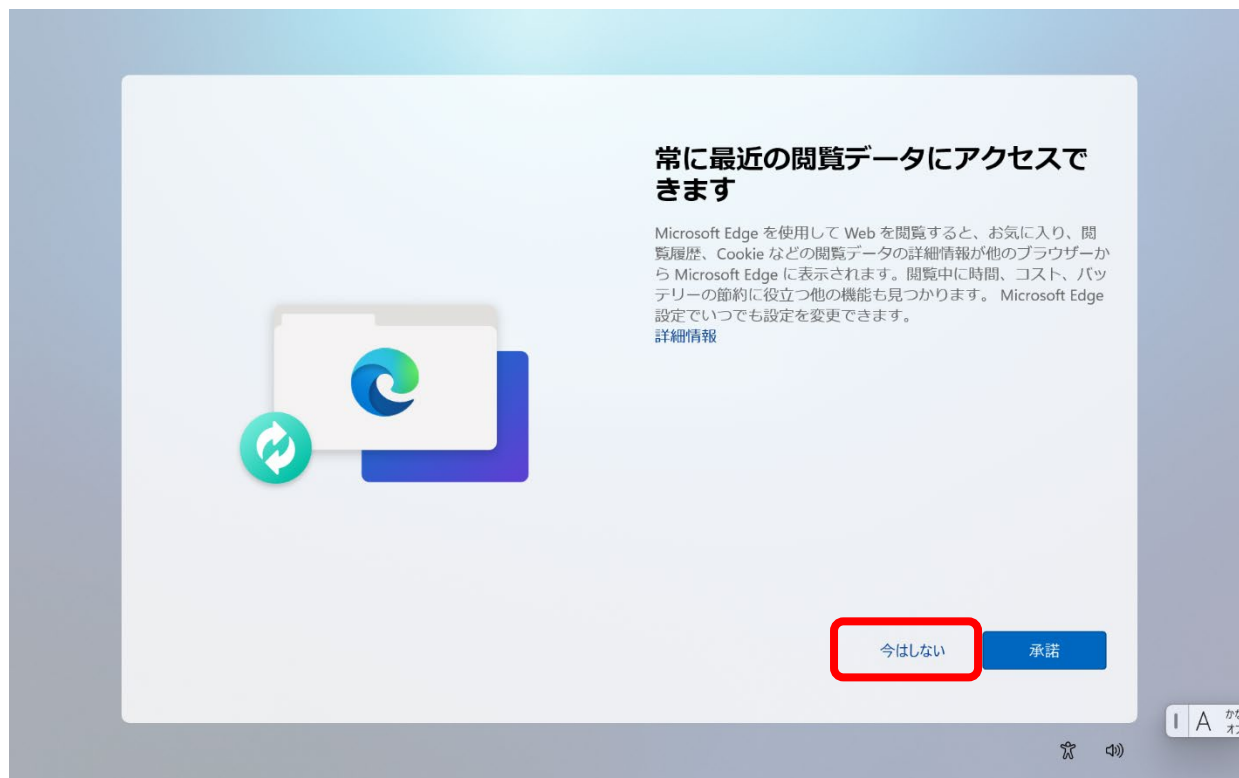 常に最近の閲覧データにアクセスで
きます
Microsoft Edge を使用して Web を閲覧すると、お気に入り、閲
覧履歴、Cookie などの閲覧データの詳細情報が他のブラウザーか
ら Microsoft Edge に表示されます。閲覧中に時間、コスト、バッ
テリーの節約に役立つ他の機能も見つかります。 Microsoft Edge
設定でいつでも設定を変更できます。
詳細情報
今はしない
承諾
A